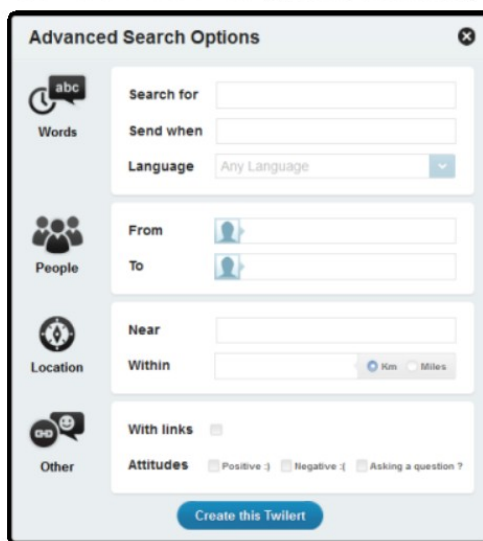 Advanced Search Options
abc
Words
Search for
Send when
Language Any Language
People
From
To
Location
Near
Within Km Miles
Other
With links
Attitudes Positive :) Negative :( Asking a question ?
Create this Twilert